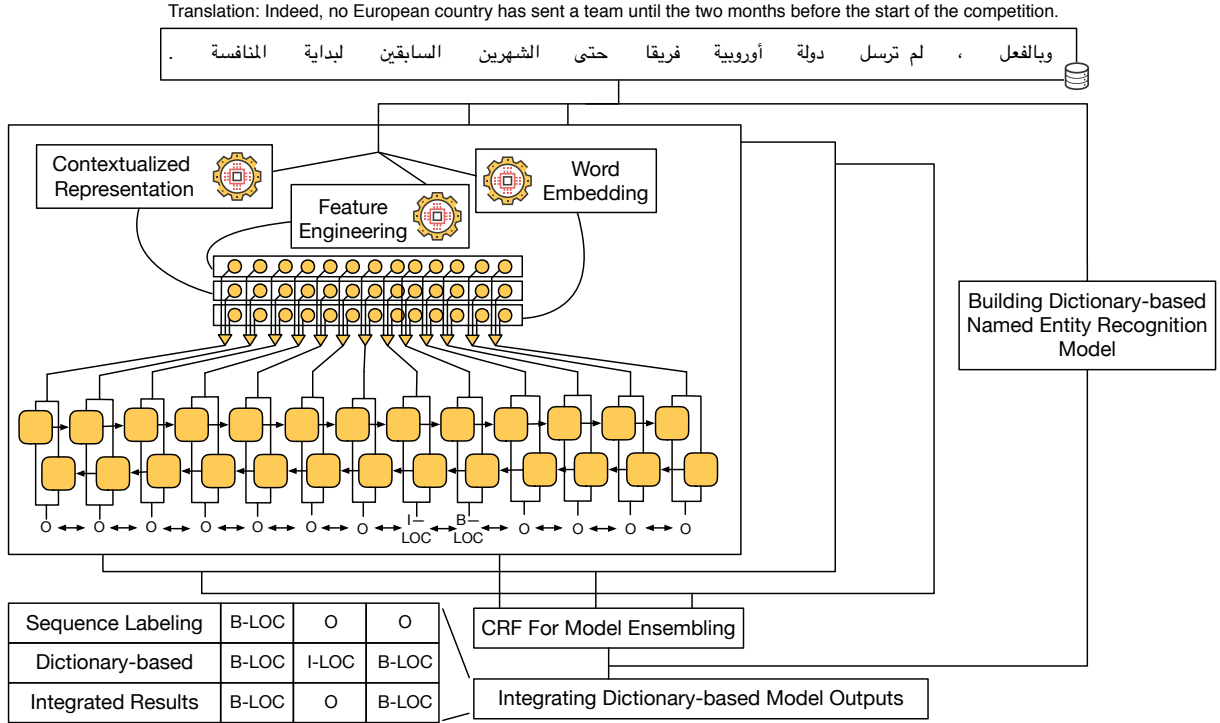 Translation: Indeed, no European country has sent a team until the two months before the start of the competition.
وبالفعل ، لم ترسل دولة أوروبية فريقا حتى الشهرين السابقين لبداية المنافسة .
Contextualized
Representation
Feature
Engineering
Word
Embedding
Building Dictionary-based
Named Entity Recognition
Model
O O O O O O O I–LOC B–LOC O O O O
CRF For Model Ensembling
Sequence Labeling B-LOC O O
Dictionary-based B-LOC I-LOC B-LOC
Integrated Results B-LOC O B-LOC
Integrating Dictionary-based Model Outputs